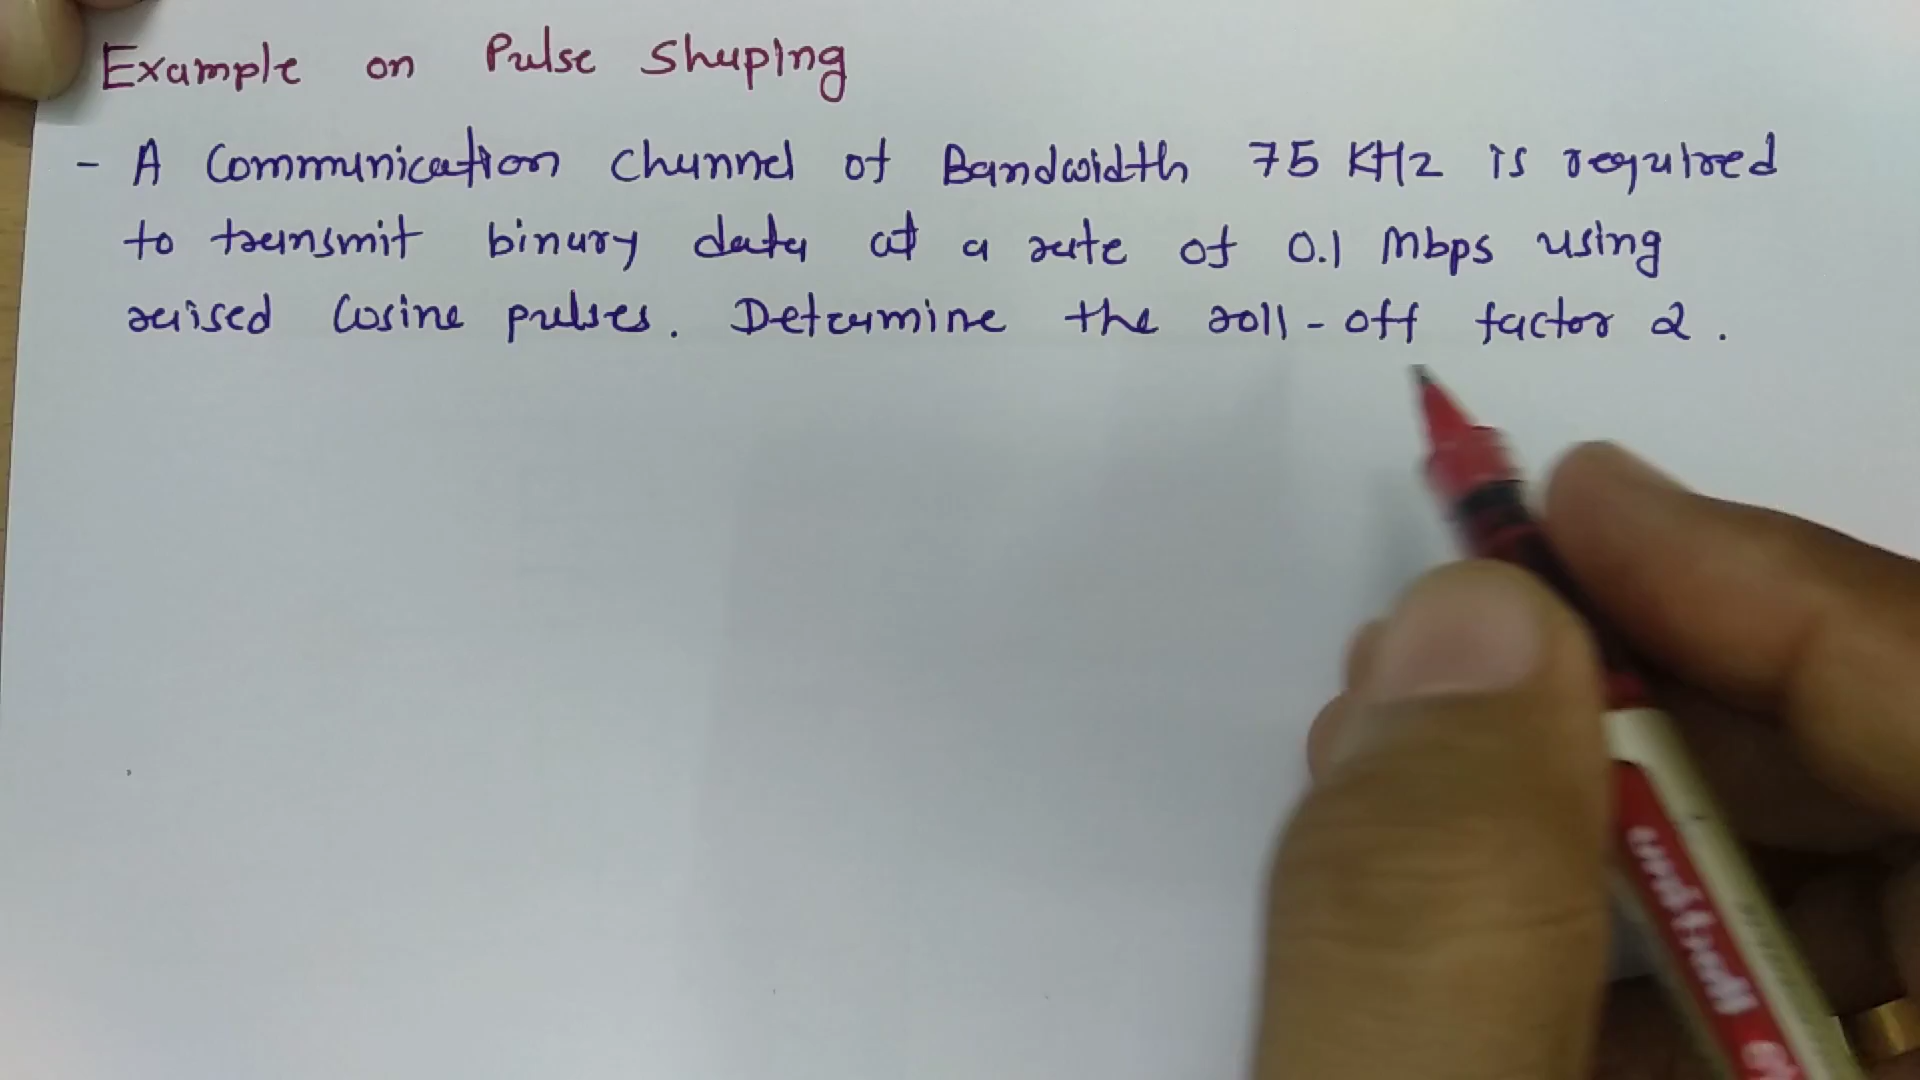 Example on Pulse Shaping
- A Communication Channel of Bandwidth 75 KHz is required
to transmit binary data at a rate of 0.1 Mbps using
raised Cosine pulses. Determine the roll-off factor α.